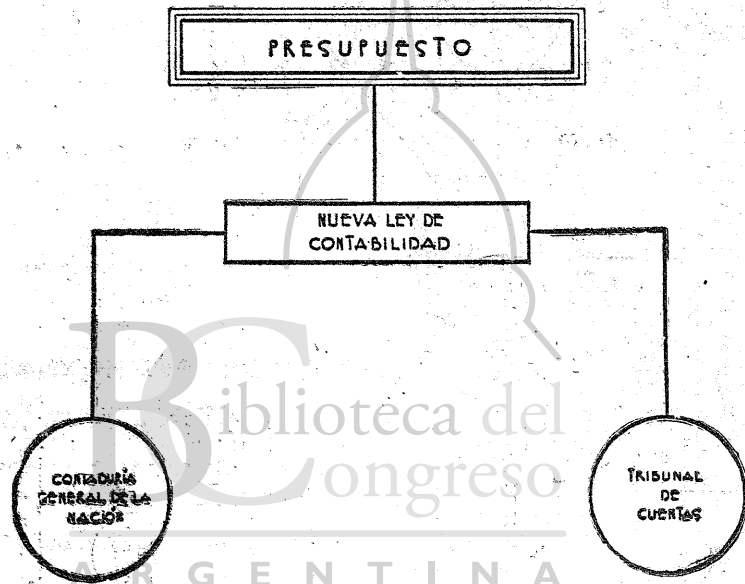 PRESUPUESTO
NUEVA LEY DE
CONTABILIDAD
Biblioteca del
Congreso
ARGENTINA
CONTADURÍA
GENERAL DE LA
NACIÓN
TRIBUNAL
DE
CUENTAS